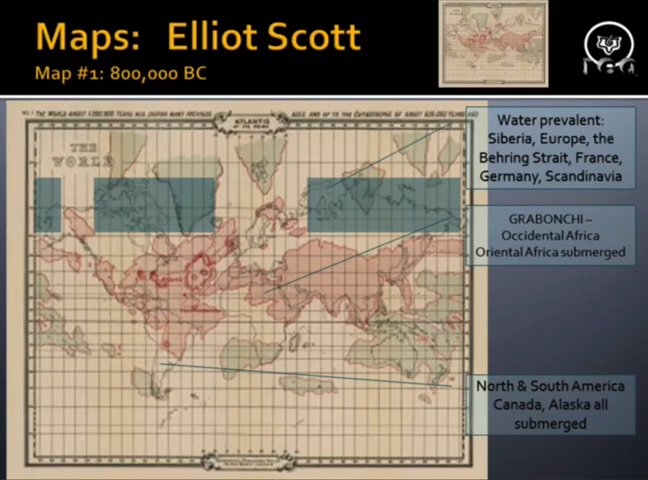 Maps: Elliot Scott
Map #1: 800,000 BC
ATLANTIS
THE
WORLD
Water prevalent:
Siberia, Europe, the
Behring Strait, France,
Germany, Scandinavia
GRABONCHI –
Occidental Africa
Oriental Africa submerged
North & South America
Canada, Alaska all
submerged